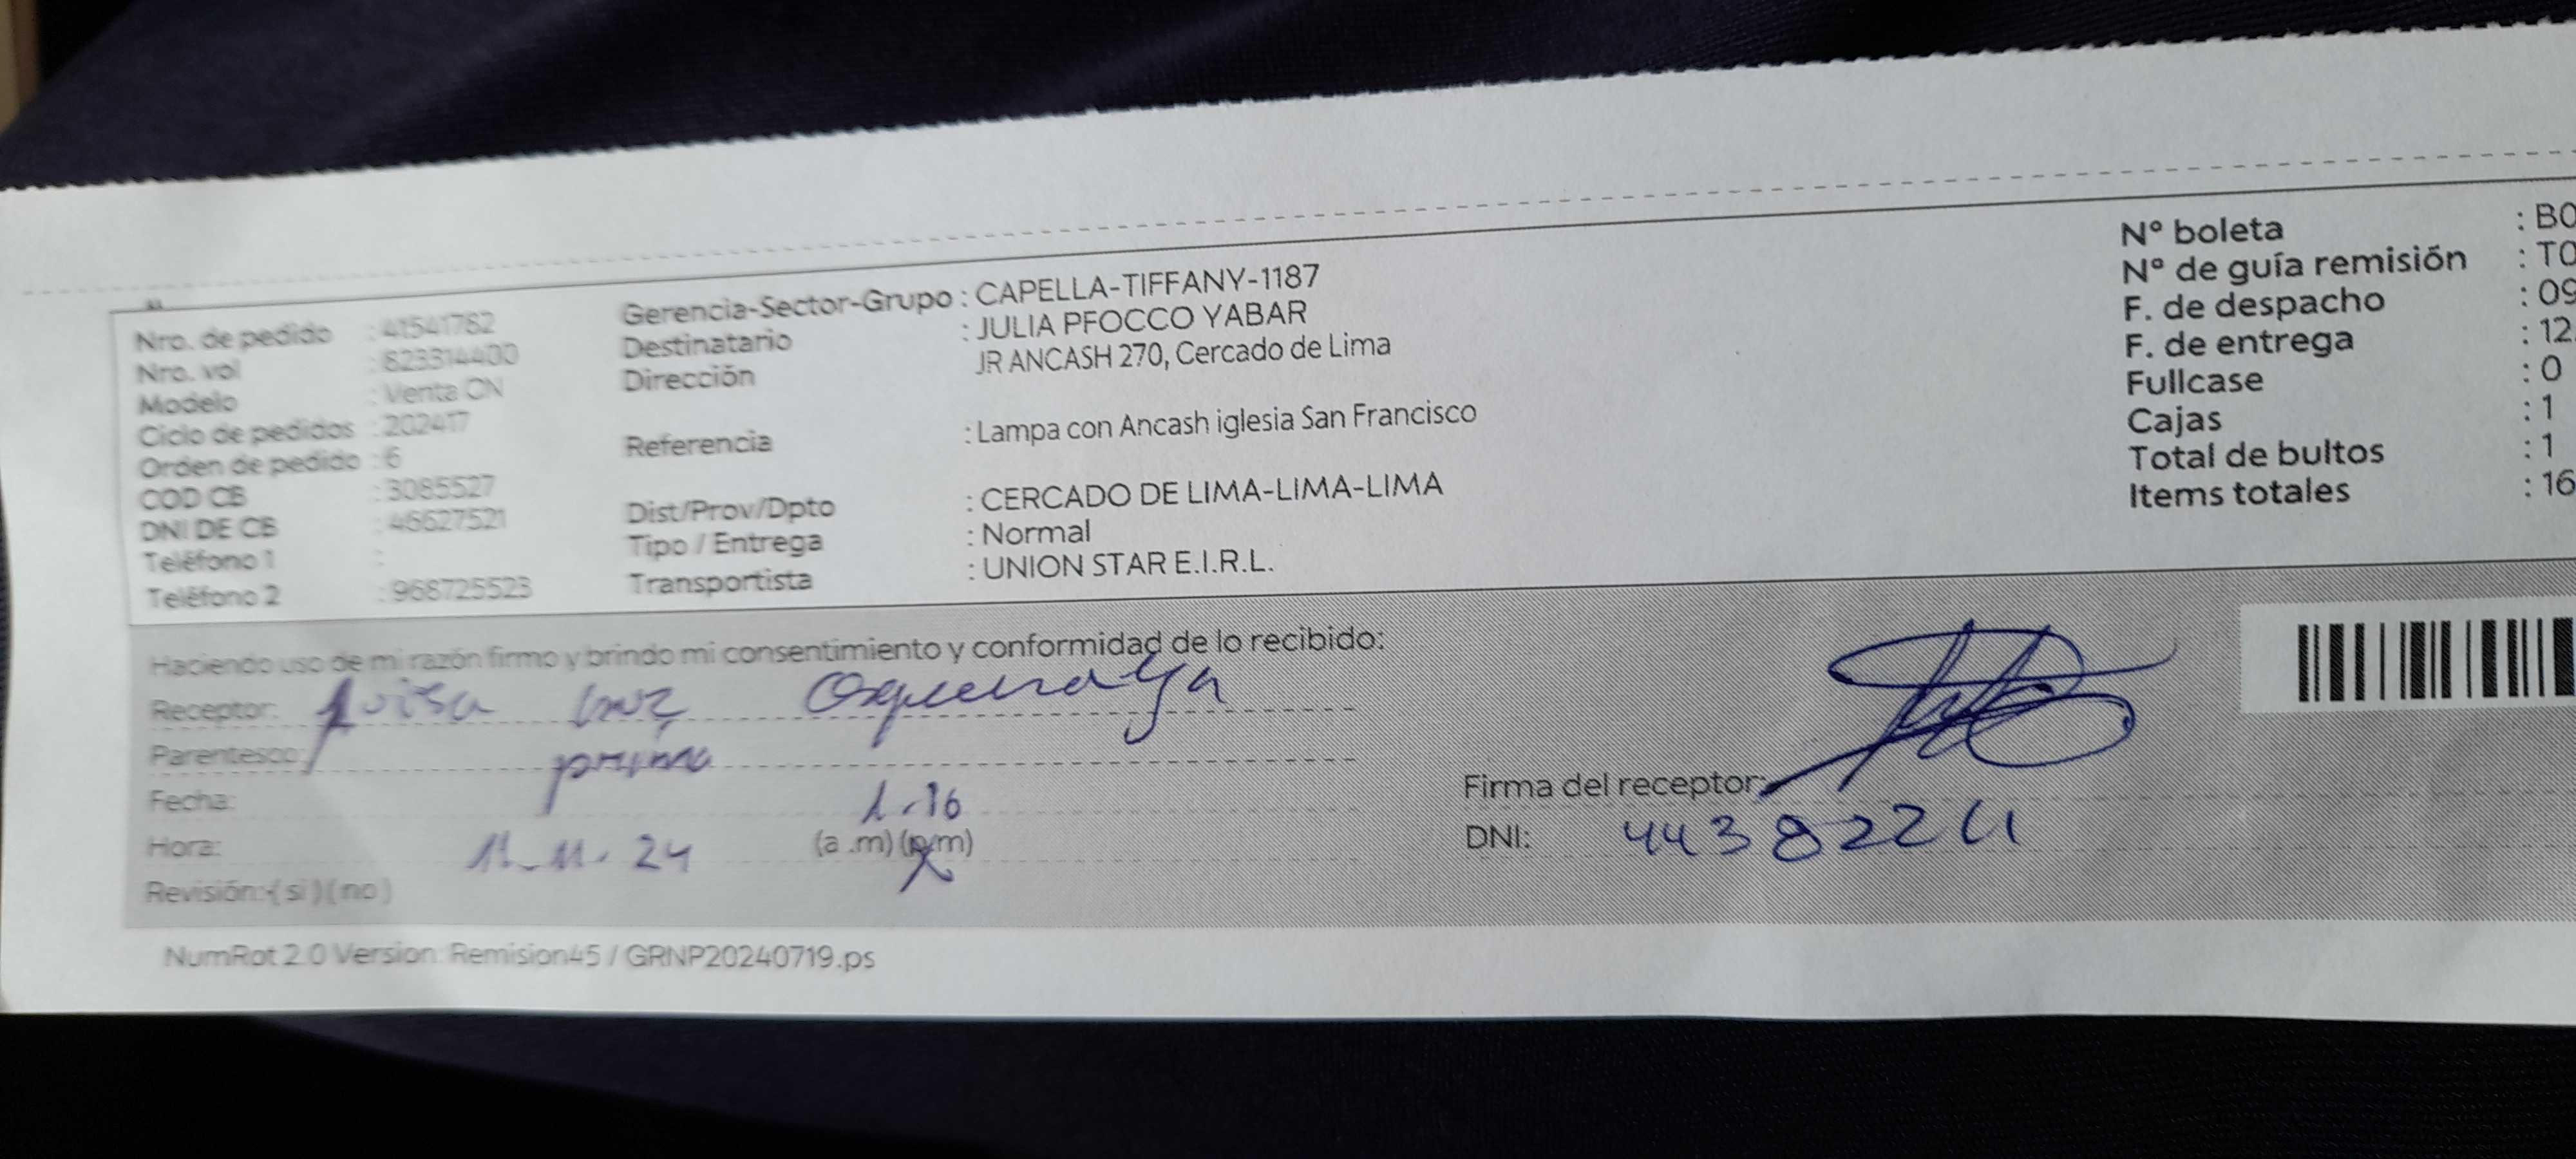 Nro. de pedido : 41541782
Nro. vol : 823314400
Modelo : Venta CN
Ciclo de pedidos : 202417
Orden de pedido : 6
COD CB : 3085527
DNI DE CB : 46627521
Teléfono 1 :
Teléfono 2 : 968725523
Gerencia-Sector-Grupo : CAPELLA-TIFFANY-1187
Destinatario : JULIA PFOCCO YABAR
Dirección JR ANCASH 270, Cercado de Lima
Referencia : Lampa con Ancash iglesia San Francisco
Dist/Prov/Dpto : CERCADO DE LIMA-LIMA-LIMA
Tipo / Entrega : Normal
Transportista : UNION STAR E.I.R.L.
Nº boleta : B0
Nº de guía remisión : T0
F. de despacho : 09
F. de entrega : 12
Fullcase : 0
Cajas : 1
Total de bultos : 1
Items totales : 16
Haciendo uso de mi razón firmo y brindo mi consentimiento y conformidad de lo recibido:
Receptor:
Parentesco: prima
Fecha: 1.16
Hora: 11.11.24 (a .m) (p/m)
Revisión:-( si ) ( no )
Firma del receptor:
DNI:
NumRot 2.0 Version: Remision45 / GRNP20240719.ps